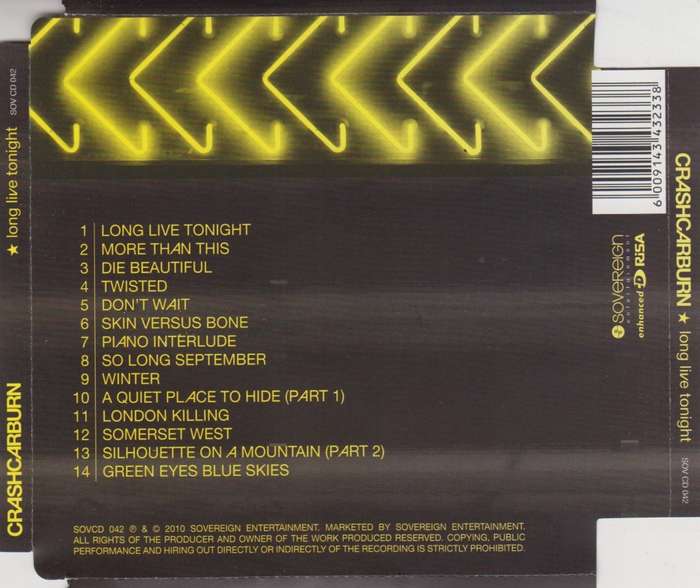 CRASHCARBURN ★ long live tonight SOV CD 042
1 LONG LIVE TONIGHT
2 MORE THAN THIS
3 DIE BEAUTIFUL
4 TWISTED
5 DON'T WAIT
6 SKIN VERSUS BONE
7 PIANO INTERLUDE
8 SO LONG SEPTEMBER
9 WINTER
10 A QUIET PLACE TO HIDE (PART 1)
11 LONDON KILLING
12 SOMERSET WEST
13 SILHOUETTE ON A MOUNTAIN (PART 2)
14 GREEN EYES BLUE SKIES
SOVCD 042 ℗ & © 2010 SOVEREIGN ENTERTAINMENT. MARKETED BY SOVEREIGN ENTERTAINMENT.
ALL RIGHTS OF THE PRODUCER AND OWNER OF THE WORK PRODUCED RESERVED. COPYING, PUBLIC
PERFORMANCE AND HIRING OUT DIRECTLY OR INDIRECTLY OF THE RECORDING IS STRICTLY PROHIBITED.
6 009143 432338
sovereign
entertainment
enhanced RiSA
CRASHCARBURN ★ long live tonight SOV CD 042